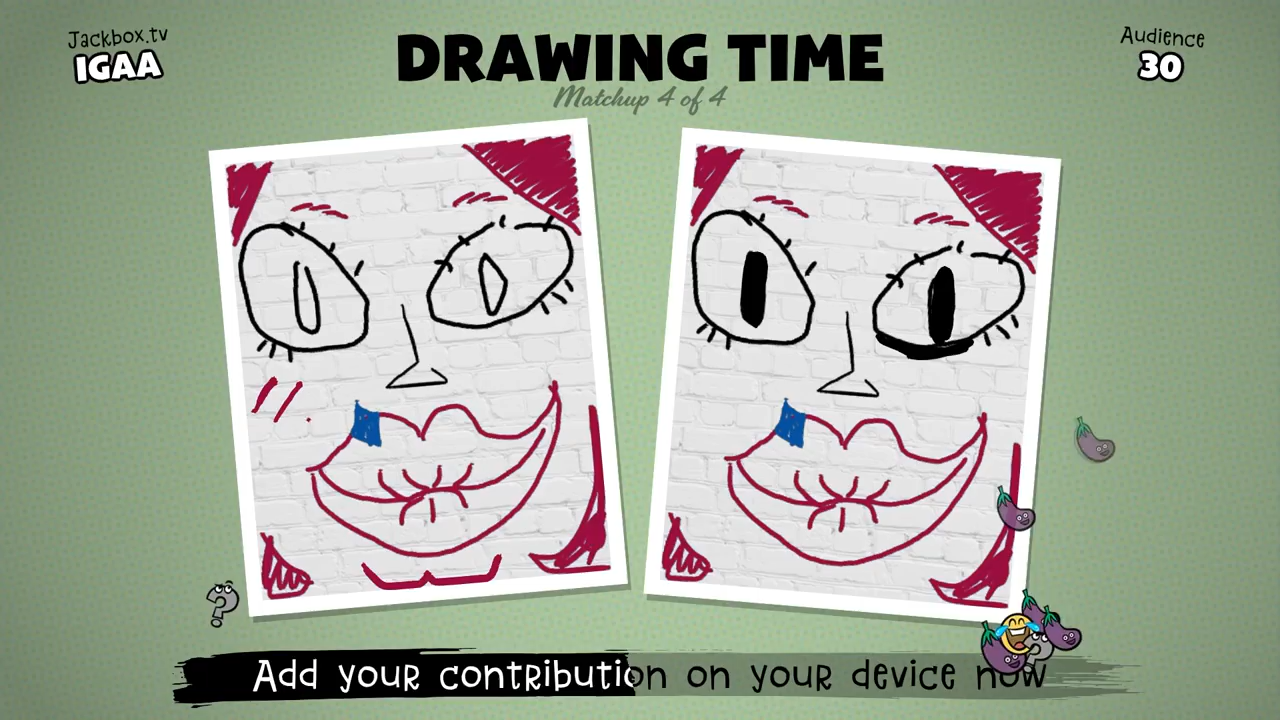 Jackbox.tv
IGAA
DRAWING TIME
Matchup 4 of 4
Audience
30
Add your contribution on your device now